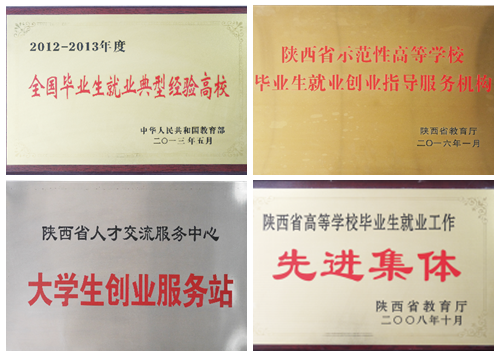 2012-2013年度
全国毕业生就业典型经验高校
中华人民共和国教育部
二〇一三年五月
陕西省示范性高等学校
毕业生就业创业指导服务机构
陕西省教育厅
二〇一六年一月
陕西省人才交流服务中心
大学生创业服务站
陕西省高等学校毕业生就业工作
先进集体
陕西省教育厅
二〇〇八年十月